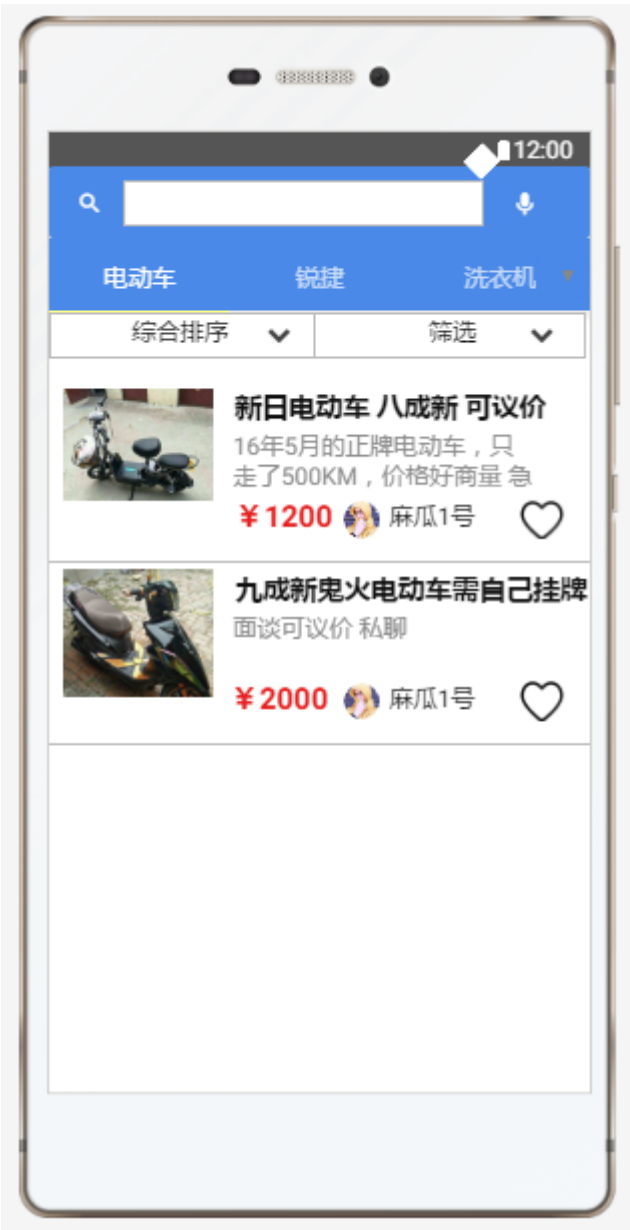 12:00
电动车 锐捷 洗衣机
综合排序 筛选
新日电动车 八成新 可议价
16年5月的正牌电动车，只
走了500KM，价格好商量 急
￥1200 麻瓜1号
九成新鬼火电动车需自己挂牌
面谈可议价 私聊
￥2000 麻瓜1号